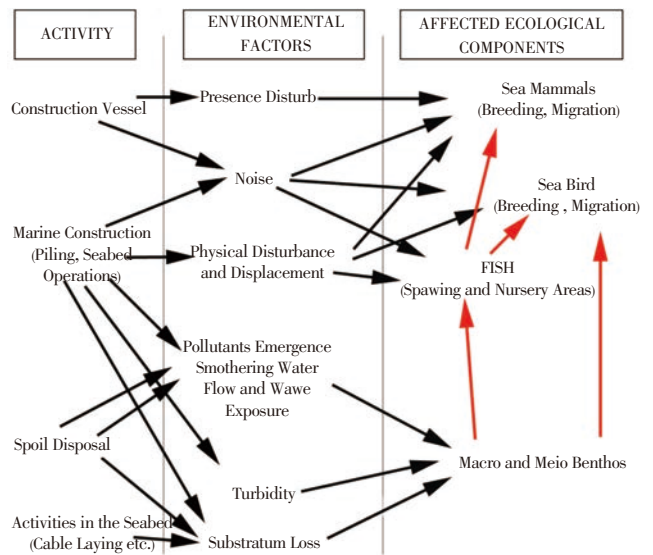 ACTIVITY
ENVIRONMENTAL
FACTORS
AFFECTED ECOLOGICAL
COMPONENTS
Construction Vessel
Presence Disturb
Sea Mammals
(Breeding, Migration)
Noise
Sea Bird
(Breeding , Migration)
Marine Construction
(Piling, Seabed
Operations)
Physical Disturbance
and Displacement
FISH
(Spawing and Nursery Areas)
Pollutants Emergence
Smothering Water
Flow and Wawe
Exposure
Spoil Disposal
Macro and Meio Benthos
Turbidity
Activities in the Seabed
(Cable Laying etc.)
Substratum Loss